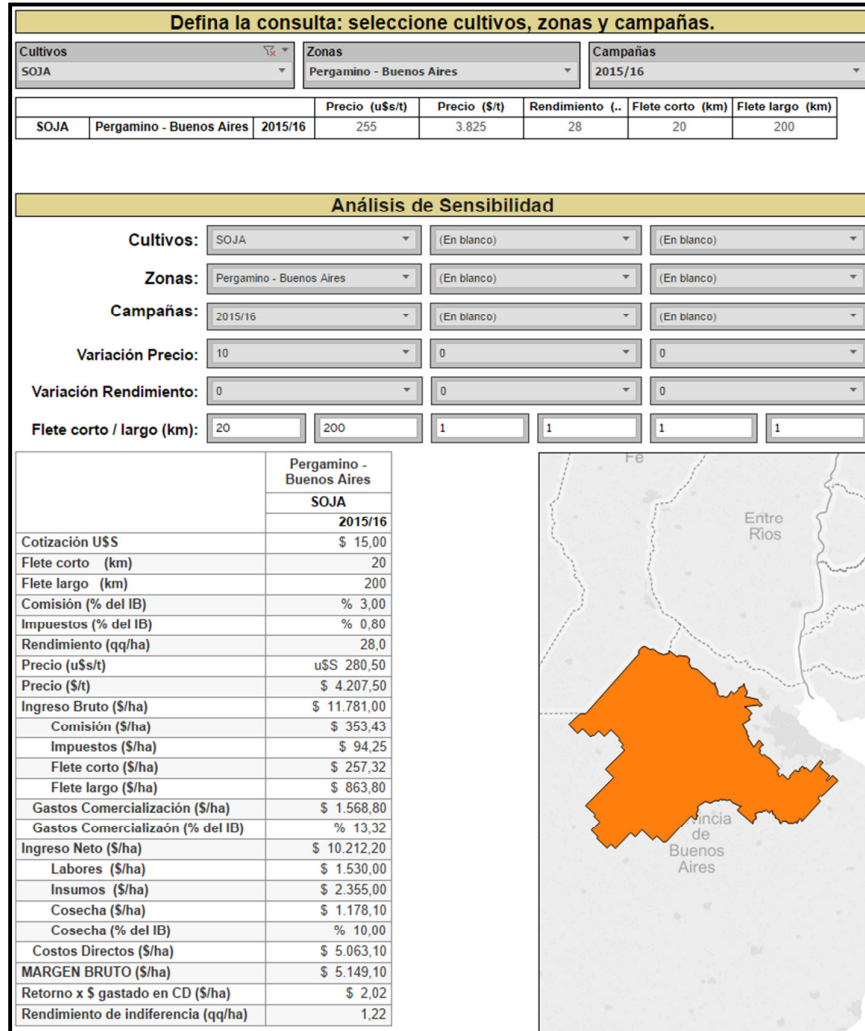 Defina la consulta: seleccione cultivos, zonas y campañas.
Cultivos Zonas Campañas
SOJA Pergamino - Buenos Aires 2015/16
Precio (u$s/t) Precio ($/t) Rendimiento (.. Flete corto (km) Flete largo (km)
SOJA Pergamino - Buenos Aires 2015/16 255 3.825 28 20 200
Análisis de Sensibilidad
Cultivos: SOJA (En blanco) (En blanco)
Zonas: Pergamino - Buenos Aires (En blanco) (En blanco)
Campañas: 2015/16 (En blanco) (En blanco)
Variación Precio: 10 0 0
Variación Rendimiento: 0 0 0
Flete corto / largo (km): 20 200 1 1 1 1
Pergamino -
Buenos Aires
SOJA
2015/16
Cotización U$S $ 15,00
Flete corto (km) 20
Flete largo (km) 200
Comisión (% del IB) % 3,00
Impuestos (% del IB) % 0,80
Rendimiento (qq/ha) 28,0
Precio (u$s/t) u$S 280,50
Precio ($/t) $ 4.207,50
Ingreso Bruto ($/ha) $ 11.781,00
Comisión ($/ha) $ 353,43
Impuestos ($/ha) $ 94,25
Flete corto ($/ha) $ 257,32
Flete largo ($/ha) $ 863,80
Gastos Comercialización ($/ha) $ 1.568,80
Gastos Comercializaón (% del IB) % 13,32
Ingreso Neto ($/ha) $ 10.212,20
Labores ($/ha) $ 1.530,00
Insumos ($/ha) $ 2.355,00
Cosecha ($/ha) $ 1.178,10
Cosecha (% del IB) % 10,00
Costos Directos ($/ha) $ 5.063,10
MARGEN BRUTO ($/ha) $ 5.149,10
Retorno x $ gastado en CD ($/ha) $ 2,02
Rendimiento de indiferencia (qq/ha) 1,22
Fe
Entre
Ríos
vincia
de
Buenos
Aires